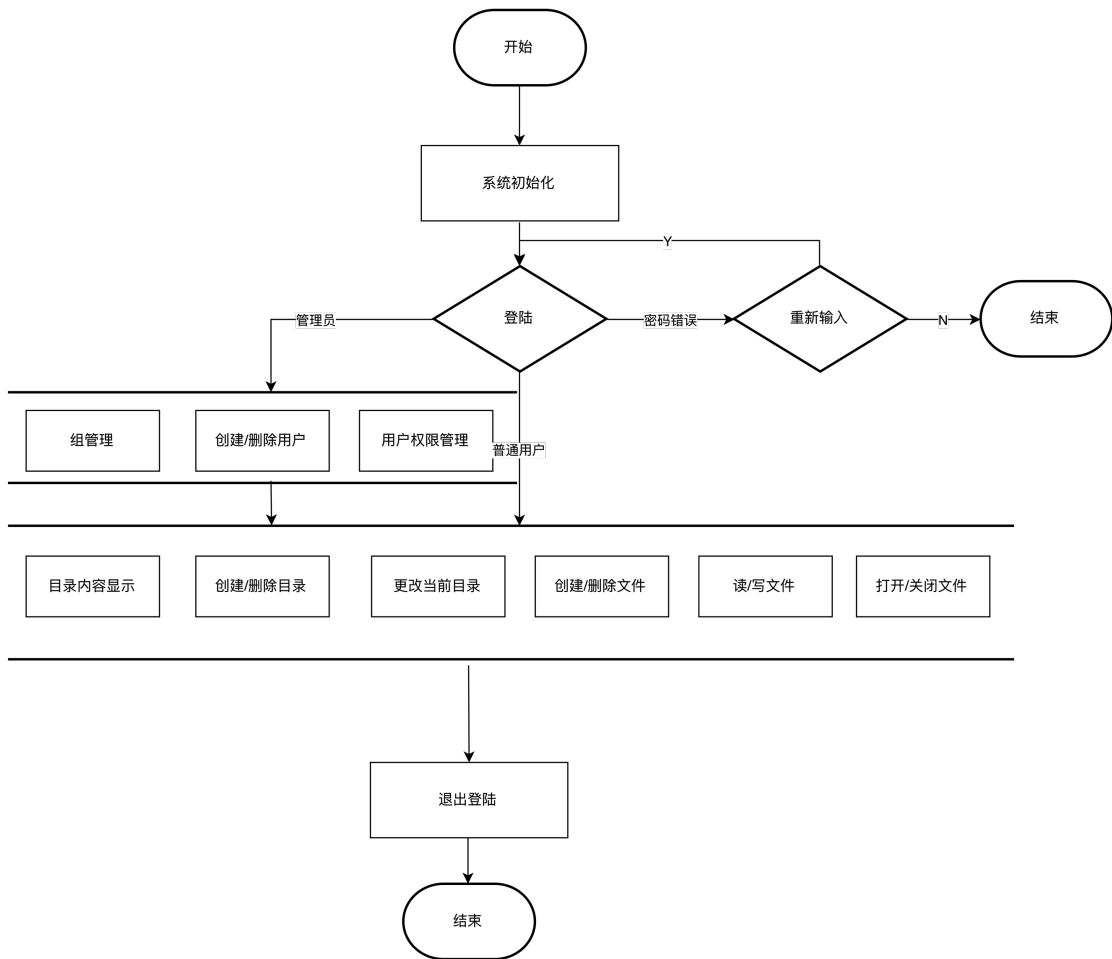 开始
系统初始化
Y
登陆
重新输入
结束
管理员
密码错误
N
组管理
创建/删除用户
用户权限管理
普通用户
目录内容显示
创建/删除目录
更改当前目录
创建/删除文件
读/写文件
打开/关闭文件
退出登陆
结束